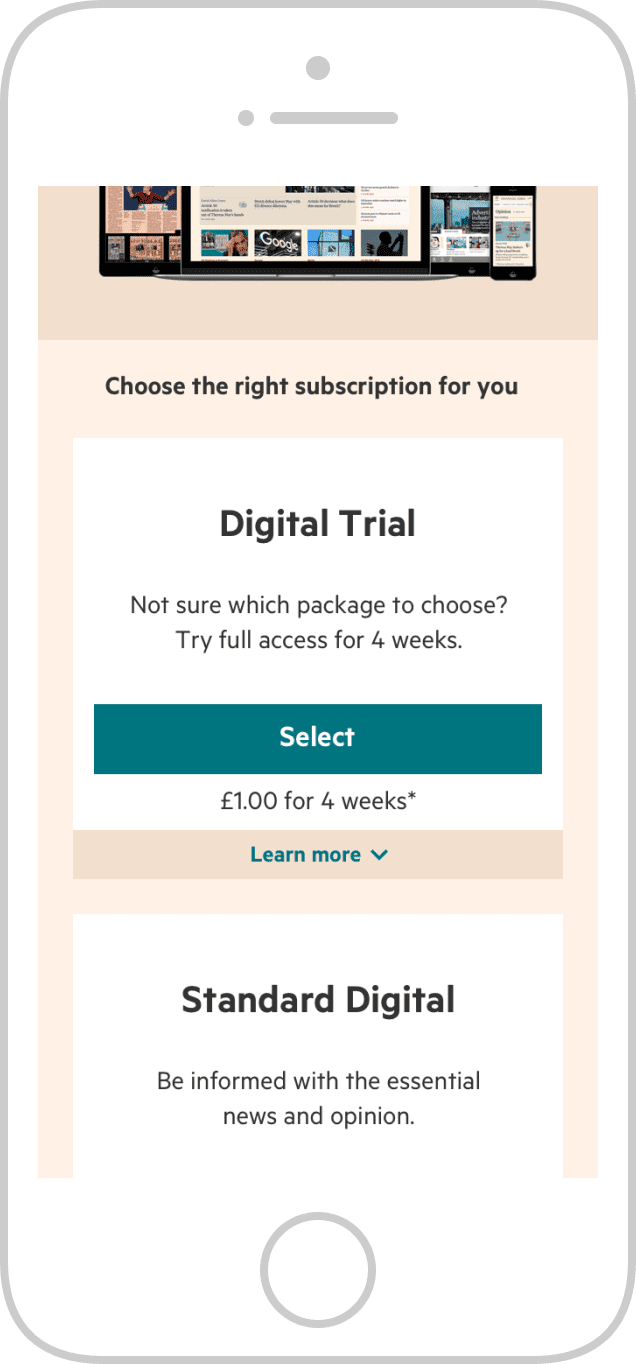 Google
Opinion
Choose the right subscription for you
Digital Trial
Not sure which package to choose?
Try full access for 4 weeks.
Select
£1.00 for 4 weeks*
Learn more
Standard Digital
Be informed with the essential
news and opinion.